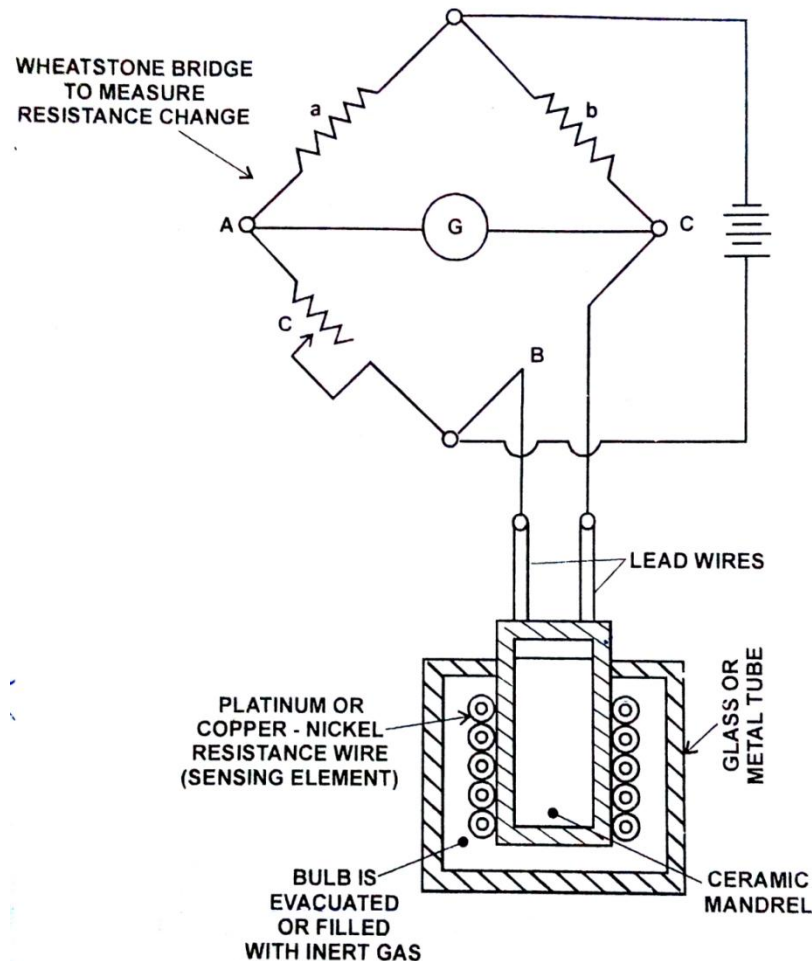 WHEATSTONE BRIDGE
TO MEASURE
RESISTANCE CHANGE
a
b
A
G
C
C
B
LEAD WIRES
PLATINUM OR
COPPER - NICKEL
RESISTANCE WIRE
(SENSING ELEMENT)
GLASS OR
METAL TUBE
BULB IS
EVACUATED
OR FILLED
WITH INERT GAS
CERAMIC
MANDREL